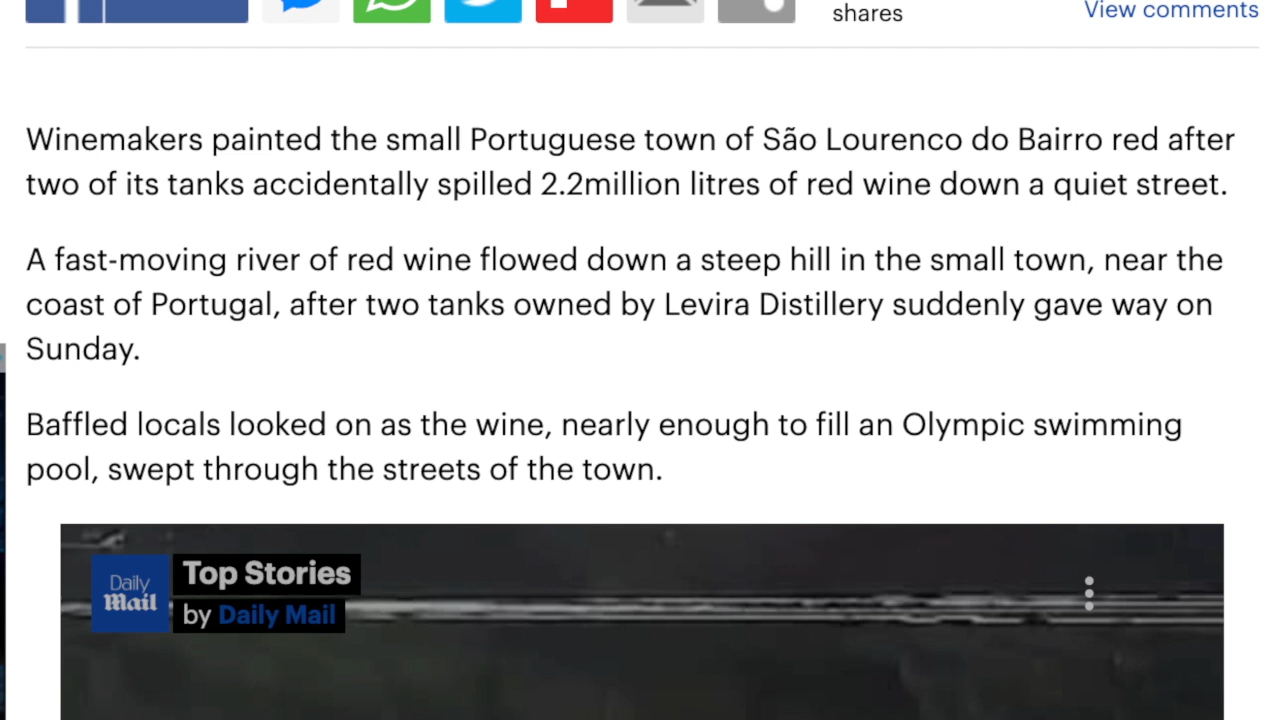 shares
View comments
Winemakers painted the small Portuguese town of São Lourenco do Bairro red after
two of its tanks accidentally spilled 2.2million litres of red wine down a quiet street.
A fast-moving river of red wine flowed down a steep hill in the small town, near the
coast of Portugal, after two tanks owned by Levira Distillery suddenly gave way on
Sunday.
Baffled locals looked on as the wine, nearly enough to fill an Olympic swimming
pool, swept through the streets of the town.
Daily
Mail
Top Stories
by Daily Mail